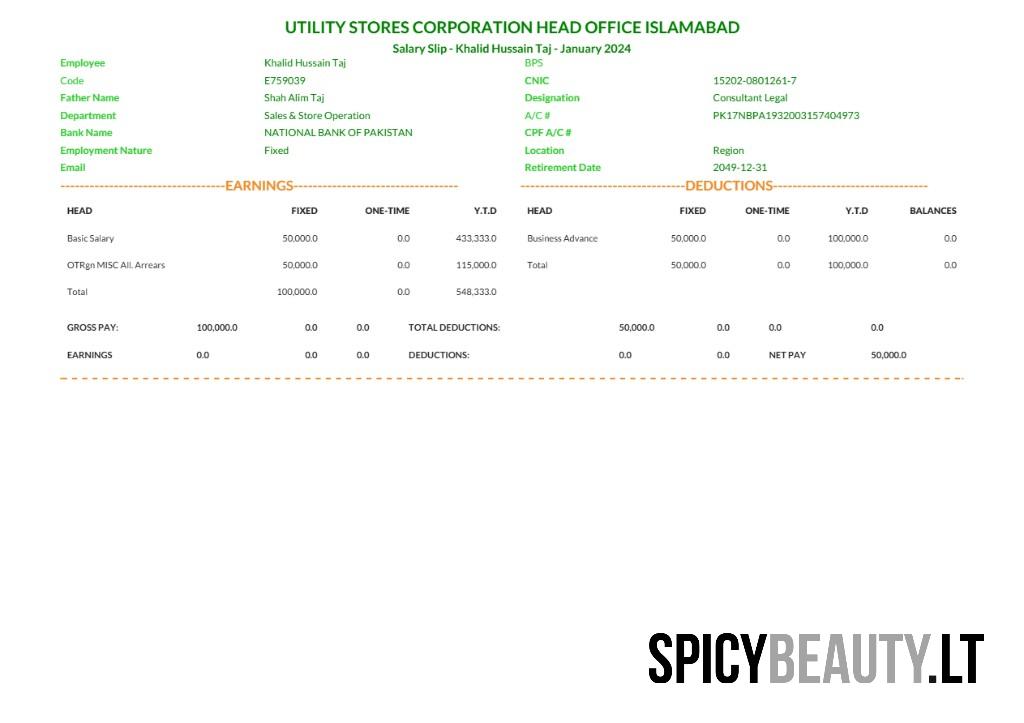 UTILITY STORES CORPORATION HEAD OFFICE ISLAMABAD
Salary Slip - Khalid Hussain Taj - January 2024
Employee Khalid Hussain Taj BPS
Code E759039 CNIC 15202-0801261-7
Father Name Shah Alim Taj Designation Consultant Legal
Department Sales & Store Operation A/C # PK17NBPA1932003157404973
Bank Name NATIONAL BANK OF PAKISTAN CPF A/C #
Employment Nature Fixed Location Region
Email Retirement Date 2049-12-31
----------------------------------EARNINGS---------------------------------- ----------------------------------DEDUCTIONS--------------------------------
HEAD FIXED ONE-TIME Y.T.D HEAD FIXED ONE-TIME Y.T.D BALANCES
Basic Salary 50,000.0 0.0 433,333.0 Business Advance 50,000.0 0.0 100,000.0 0.0
OTRgn MISC All. Arrears 50,000.0 0.0 115,000.0 Total 50,000.0 0.0 100,000.0 0.0
Total 100,000.0 0.0 548,333.0
GROSS PAY: 100,000.0 0.0 0.0 TOTAL DEDUCTIONS: 50,000.0 0.0 0.0 0.0
EARNINGS 0.0 0.0 0.0 DEDUCTIONS: 0.0 0.0 NET PAY 50,000.0
SPICYBEAUTY.LT